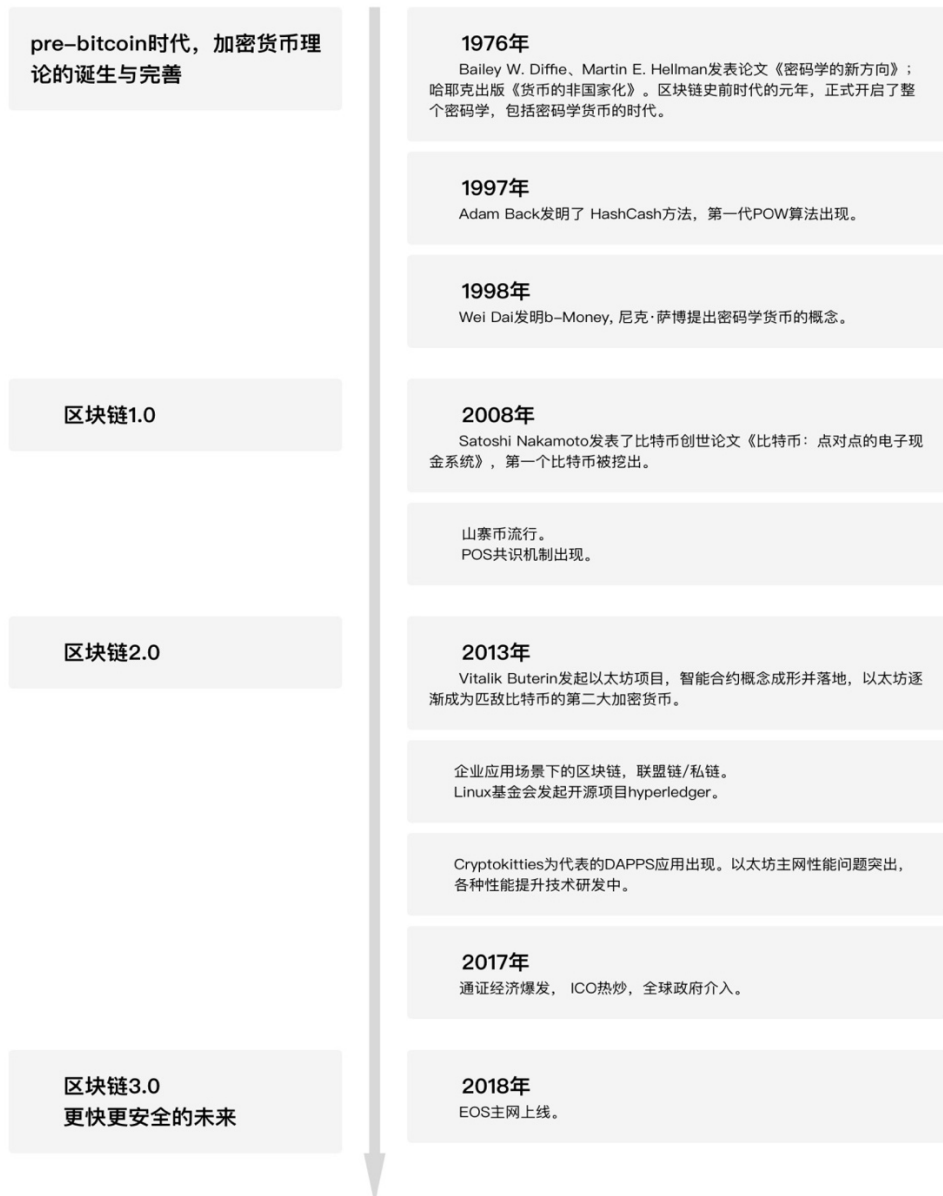 pre-bitcoin时代，加密货币理
论的诞生与完善
1976年
Bailey W. Diffie、Martin E. Hellman发表论文《密码学的新方向》；
哈耶克出版《货币的非国家化》。区块链史前时代的元年，正式开启了整
个密码学，包括密码学货币的时代。
1997年
Adam Back发明了 HashCash方法，第一代POW算法出现。
1998年
Wei Dai发明b-Money, 尼克·萨博提出密码学货币的概念。
区块链1.0
2008年
Satoshi Nakamoto发表了比特币创世论文《比特币：点对点的电子现
金系统》，第一个比特币被挖出。
山寨币流行。
POS共识机制出现。
区块链2.0
2013年
Vitalik Buterin发起以太坊项目，智能合约概念成形并落地，以太坊逐
渐成为匹敌比特币的第二大加密货币。
企业应用场景下的区块链，联盟链/私链。
Linux基金会发起开源项目hyperledger。
Cryptokitties为代表的DAPPS应用出现。以太坊主网性能问题突出，
各种性能提升技术研发中。
2017年
通证经济爆发， ICO热炒，全球政府介入。
区块链3.0
更快更安全的未来
2018年
EOS主网上线。